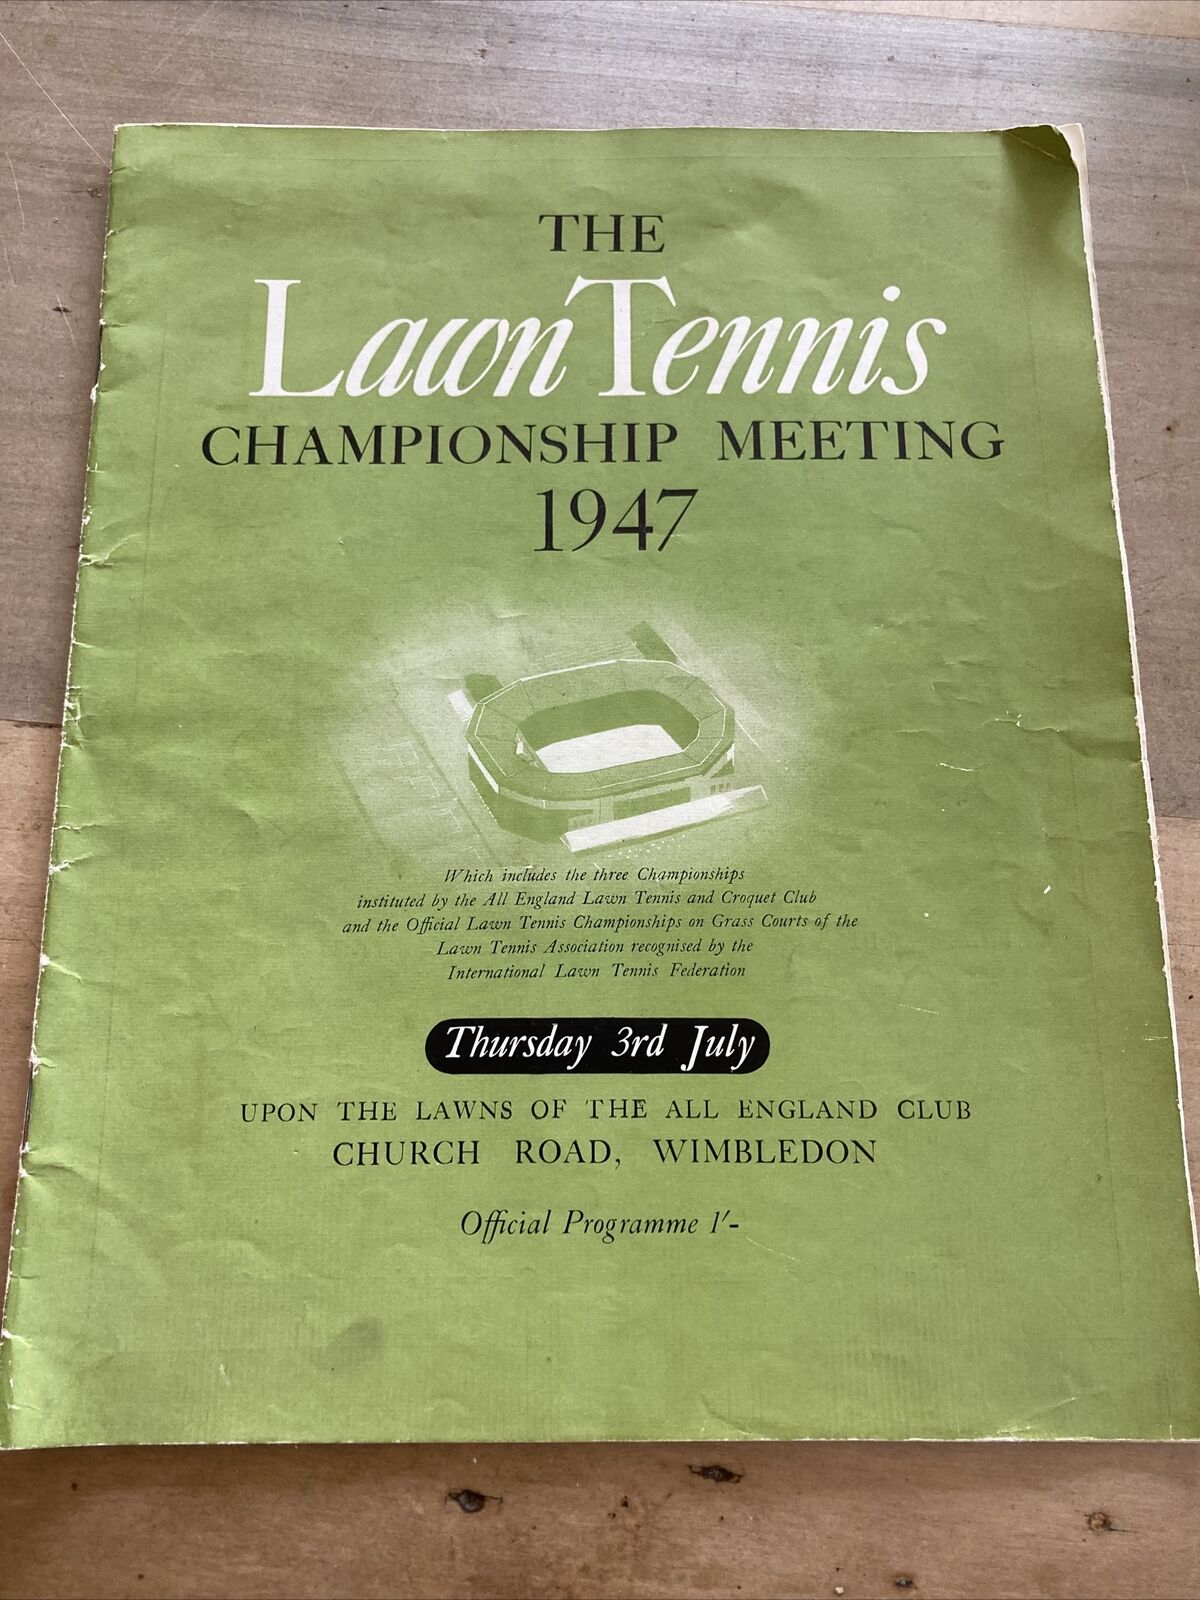 THE
Lawn Tennis
CHAMPIONSHIP MEETING
1947
Which includes the three Championships
instituted by the All England Lawn Tennis and Croquet Club
and the Official Lawn Tennis Championships on Grass Courts of the
Lawn Tennis Association recognised by the
International Lawn Tennis Federation
Thursday 3rd July
UPON THE LAWNS OF THE ALL ENGLAND CLUB
CHURCH ROAD, WIMBLEDON
Official Programme 1'-